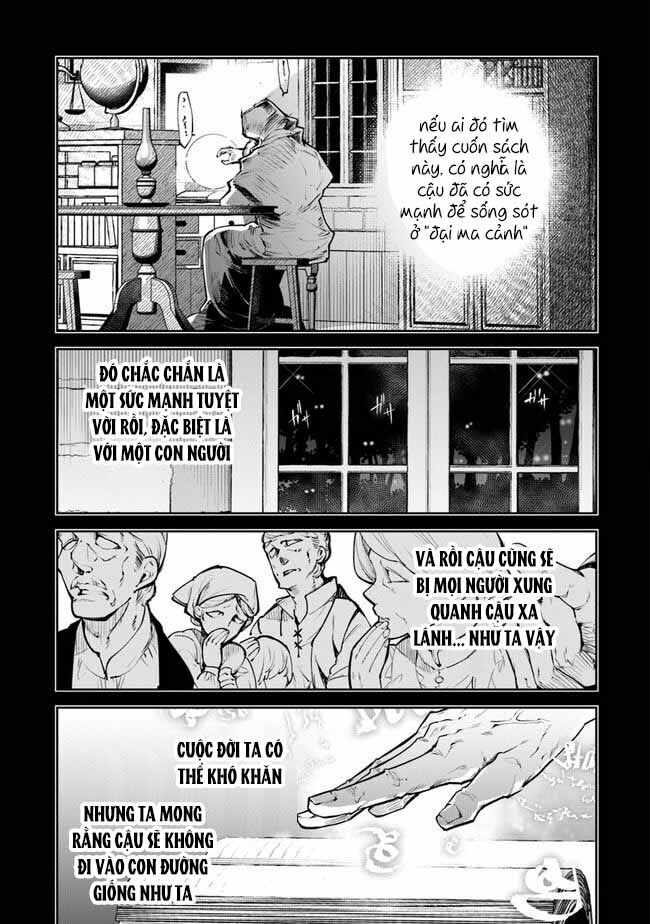 nếu ai đó tìm
thấy cuốn sách
này, có nghĩa là
cậu đã có sức
mạnh để sống sót
ở "đại ma cảnh"
ĐÓ CHẮC CHẮN LÀ
MỘT SỨC MẠNH TUYỆT
VỜI RỒI, ĐẶC BIỆT LÀ
VỚI MỘT CON NGƯỜI
VÀ RỒI CẬU CŨNG SẼ
BỊ MỌI NGƯỜI XUNG
QUANH CẬU XA
LÁNH... NHƯ TA VẬY
CUỘC ĐỜI TA CÓ
THỂ KHÓ KHĂN
NHƯNG TA MONG
RẰNG CẬU SẼ KHÔNG
ĐI VÀO CON ĐƯỜNG
GIỐNG NHƯ TA